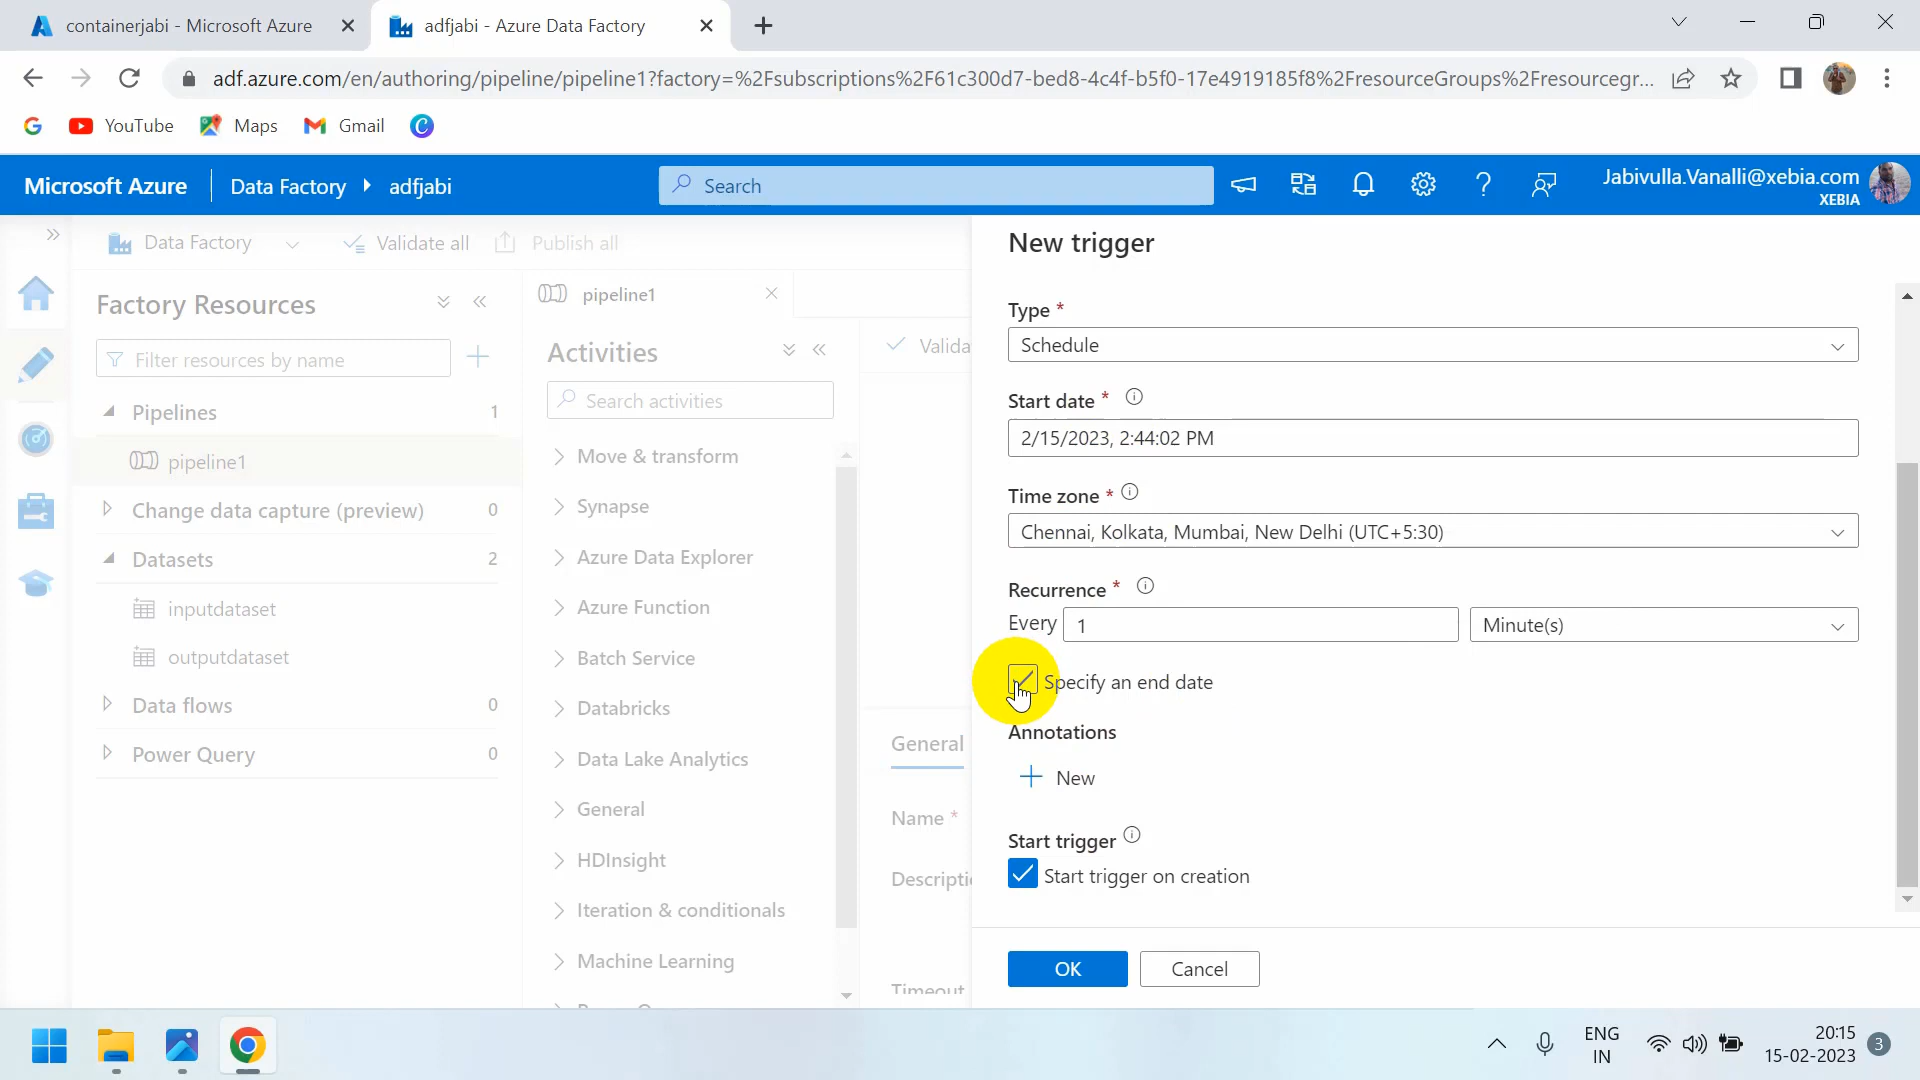 containerjabi - Microsoft Azure
adfjabi - Azure Data Factory
adf.azure.com/en/authoring/pipeline/pipeline1?factory=%2Fsubscriptions%2F61c300d7-bed8-4c4f-b5f0-17e4919185f8%2FresourceGroups%2Fresourcegr...
YouTube
Maps
Gmail
Microsoft Azure
Data Factory
adfjabi
Search
Jabivulla.Vanalli@xebia.com
XEBIA
Data Factory
Validate all
Publish all
Factory Resources
Filter resources by name
Pipelines 1
pipeline1
Change data capture (preview) 0
Datasets 2
inputdataset
outputdataset
Data flows 0
Power Query 0
pipeline1
Activities
Search activities
Move & transform
Synapse
Azure Data Explorer
Azure Function
Batch Service
Databricks
Data Lake Analytics
General
HDInsight
Iteration & conditionals
Machine Learning
Valida
General
Name *
Descripti
Timeout
New trigger
Type *
Schedule
Start date *
2/15/2023, 2:44:02 PM
Time zone *
Chennai, Kolkata, Mumbai, New Delhi (UTC+5:30)
Recurrence *
Every 1 Minute(s)
Specify an end date
Annotations
New
Start trigger
Start trigger on creation
OK
Cancel
ENG
IN
20:15
15-02-2023
3